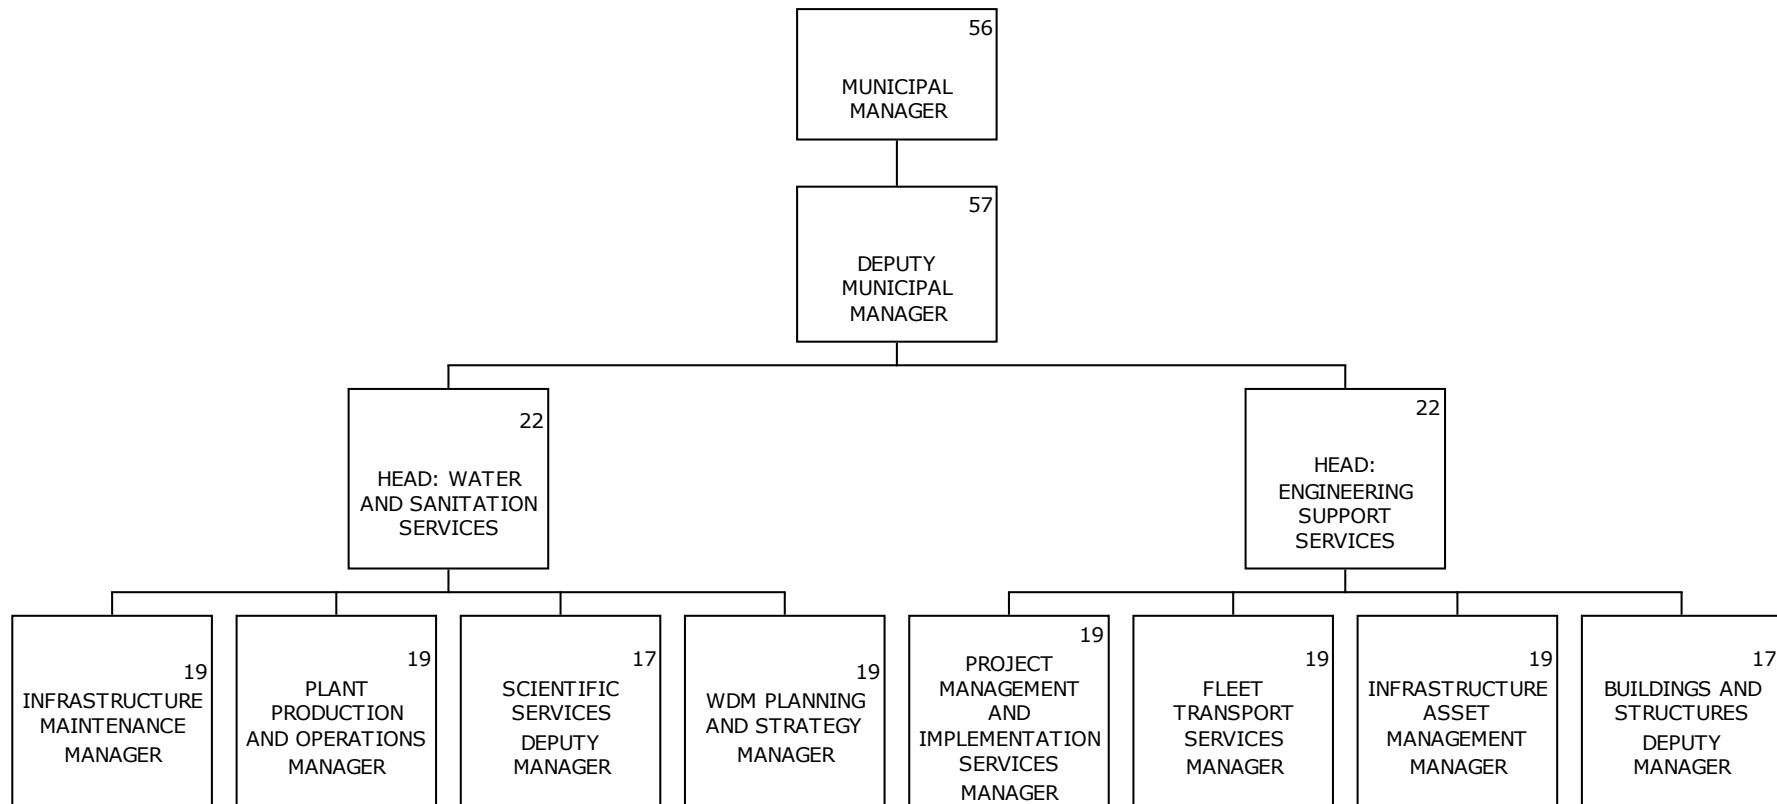 56
MUNICIPAL
MANAGER
57
DEPUTY
MUNICIPAL
MANAGER
22
HEAD: WATER
AND SANITATION
SERVICES
22
HEAD:
ENGINEERING
SUPPORT
SERVICES
19
INFRASTRUCTURE
MAINTENANCE
MANAGER
19
PLANT
PRODUCTION
AND OPERATIONS
MANAGER
17
SCIENTIFIC
SERVICES
DEPUTY
MANAGER
19
WDM PLANNING
AND STRATEGY
MANAGER
19
PROJECT
MANAGEMENT
AND
IMPLEMENTATION
SERVICES
MANAGER
19
FLEET
TRANSPORT
SERVICES
MANAGER
19
INFRASTRUCTURE
ASSET
MANAGEMENT
MANAGER
17
BUILDINGS AND
STRUCTURES
DEPUTY
MANAGER